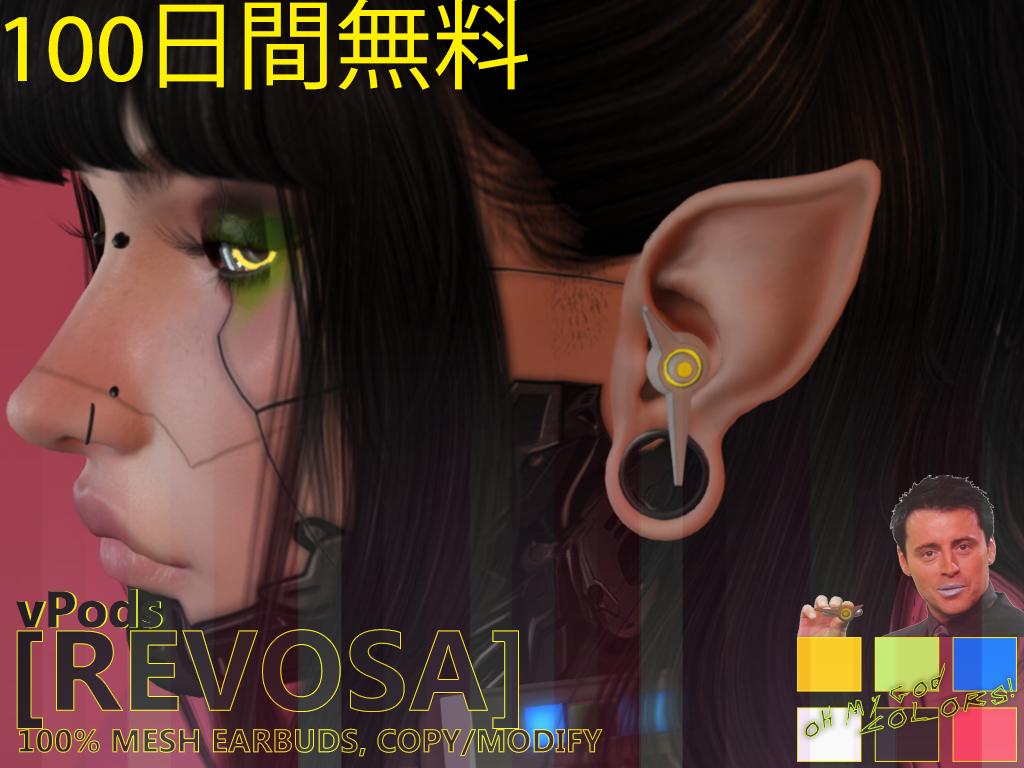 100日間無料
vPods
[REVOSA]
100% MESH EARBUDS, COPY/MODIFY
OH MY GOD
COLORS!